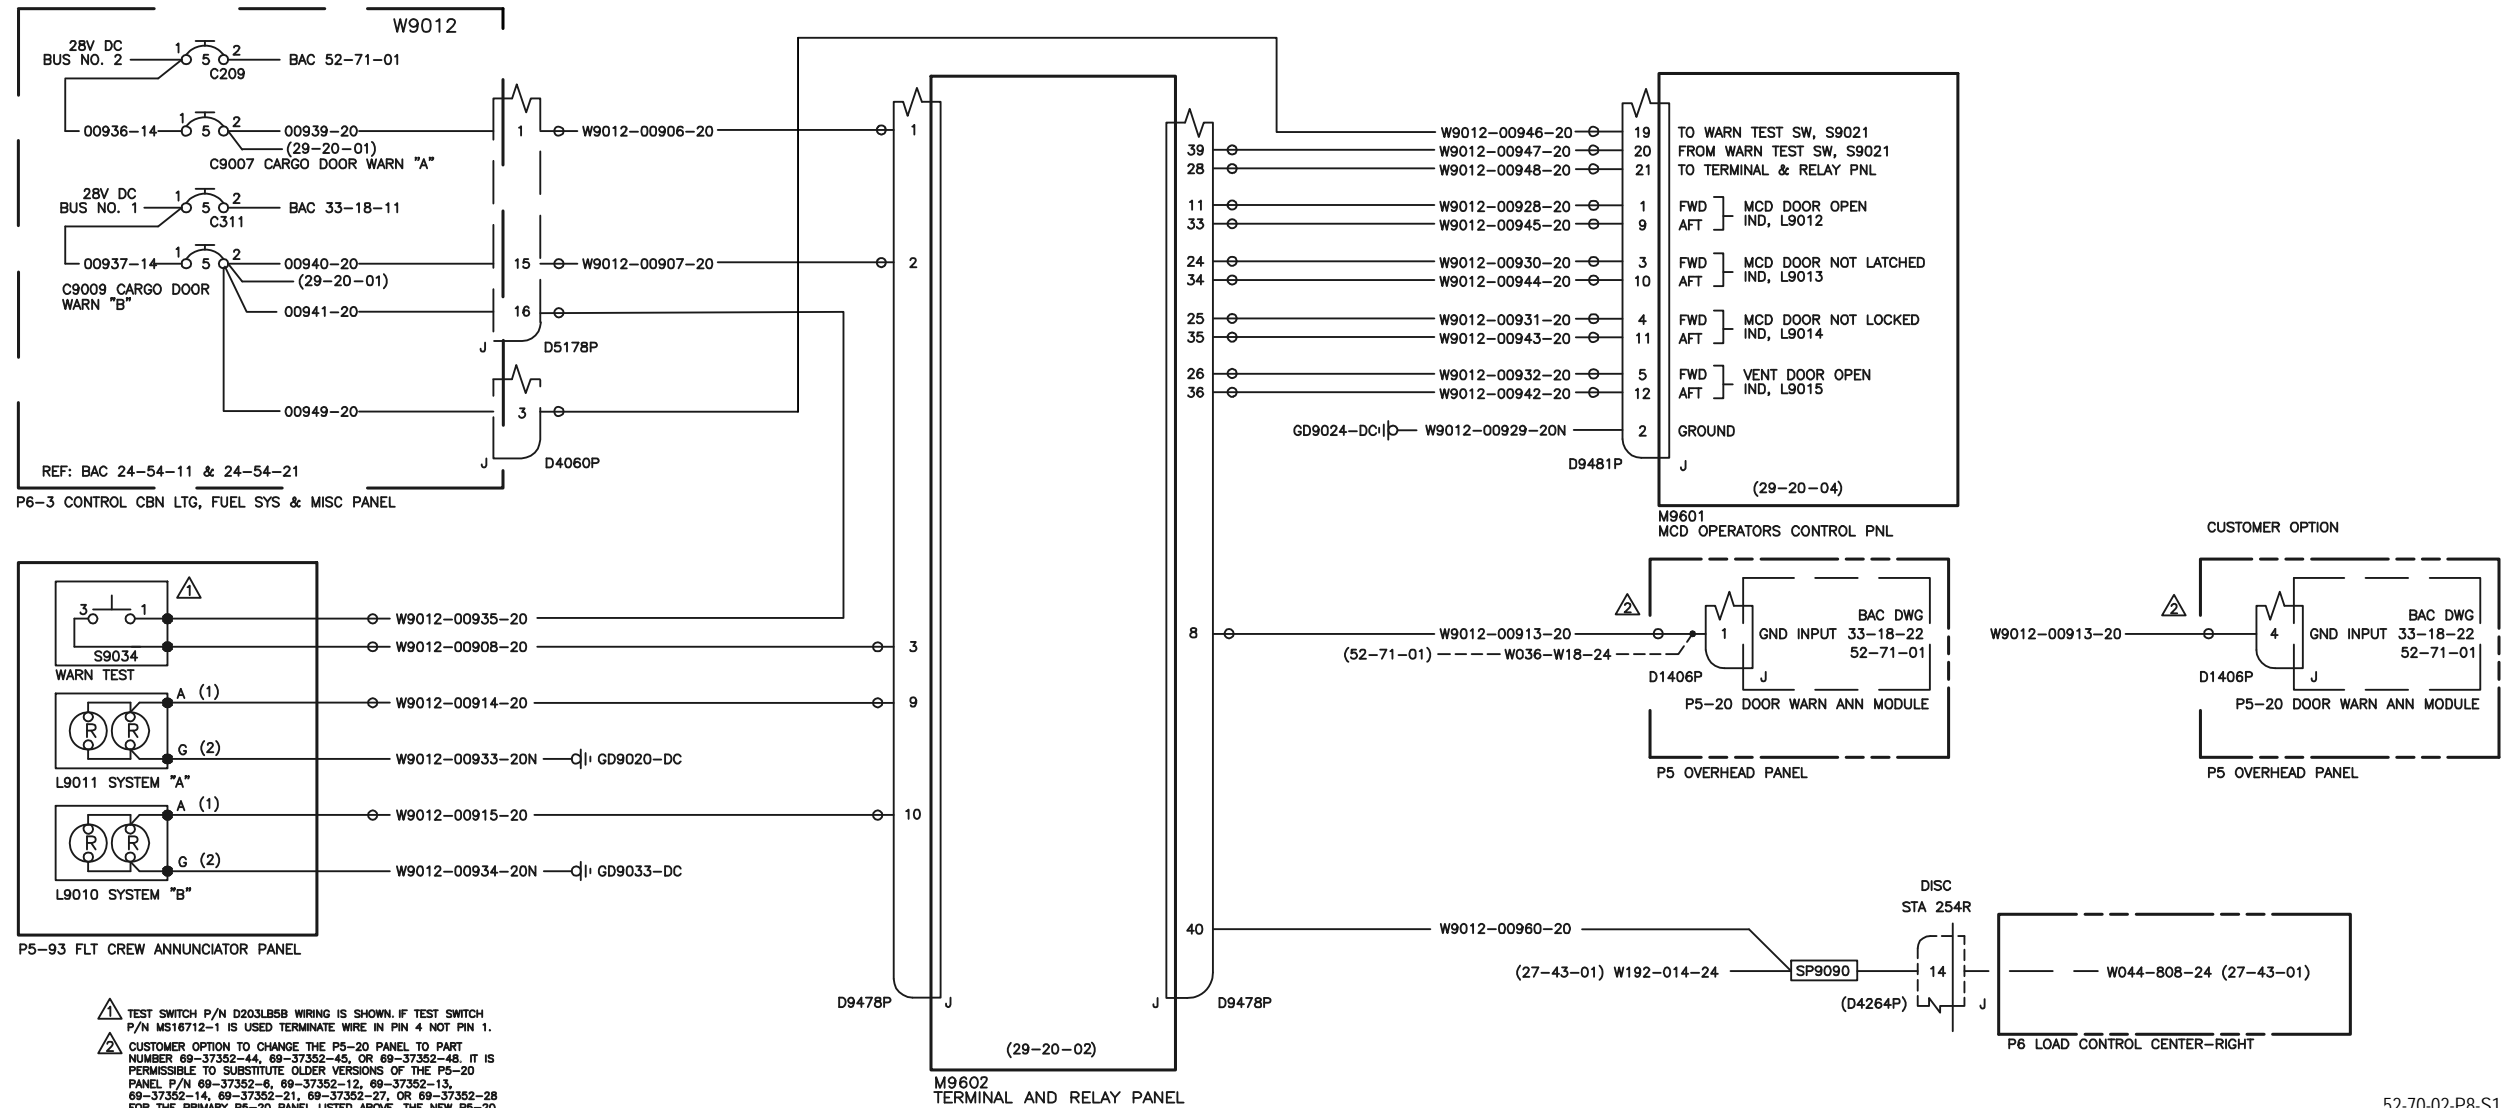 W9012
28V DC
BUS NO. 2
1
5
2
C209
BAC 52-71-01
00936-14
1
5
2
00939-20
(29-20-01)
C9007 CARGO DOOR WARN "A"
28V DC
BUS NO. 1
1
5
2
C311
BAC 33-18-11
00937-14
1
5
2
00940-20
(29-20-01)
C9009 CARGO DOOR
WARN "B"
00941-20
00949-20
REF: BAC 24-54-11 & 24-54-21
P6-3 CONTROL CBN LTG, FUEL SYS & MISC PANEL
1
W9012-00906-20
15
W9012-00907-20
16
J
D5178P
3
J
D4060P
3
1
1
S9034
WARN TEST
W9012-00935-20
W9012-00908-20
A (1)
R
R
G (2)
L9011 SYSTEM "A"
W9012-00914-20
W9012-00933-20N
GD9020-DC
A (1)
R
R
G (2)
L9010 SYSTEM "B"
W9012-00915-20
W9012-00934-20N
GD9033-DC
P5-93 FLT CREW ANNUNCIATOR PANEL
1 TEST SWITCH P/N D203LB5B WIRING IS SHOWN. IF TEST SWITCH
P/N MS16712-1 IS USED TERMINATE WIRE IN PIN 4 NOT PIN 1.
2 CUSTOMER OPTION TO CHANGE THE P5-20 PANEL TO PART
NUMBER 69-37352-44, 69-37352-45, OR 69-37352-48. IT IS
PERMISSIBLE TO SUBSTITUTE OLDER VERSIONS OF THE P5-20
PANEL P/N 69-37352-6, 69-37352-12, 69-37352-13,
69-37352-14, 69-37352-21, 69-37352-27, OR 69-37352-28
FOR THE PRIMARY P5-20 PANEL LISTED ABOVE. THE NEW P5-20
1
2
3
9
10
D9478P
J
39
28
11
33
24
34
25
35
26
36
8
40
J
D9478P
(29-20-02)
M9602
TERMINAL AND RELAY PANEL
W9012-00946-20
19
TO WARN TEST SW, S9021
W9012-00947-20
20
FROM WARN TEST SW, S9021
W9012-00948-20
21
TO TERMINAL & RELAY PNL
W9012-00928-20
1
FWD
MCD DOOR OPEN
W9012-00945-20
9
AFT
IND, L9012
W9012-00930-20
3
FWD
MCD DOOR NOT LATCHED
W9012-00944-20
10
AFT
IND, L9013
W9012-00931-20
4
FWD
MCD DOOR NOT LOCKED
W9012-00943-20
11
AFT
IND, L9014
W9012-00932-20
5
FWD
VENT DOOR OPEN
W9012-00942-20
12
AFT
IND, L9015
GD9024-DC
W9012-00929-20N
2
GROUND
D9481P
J
(29-20-04)
M9601
MCD OPERATORS CONTROL PNL
2
W9012-00913-20
(52-71-01)
W036-W18-24
1
BAC DWG
GND INPUT 33-18-22
52-71-01
D1406P
J
P5-20 DOOR WARN ANN MODULE
P5 OVERHEAD PANEL
CUSTOMER OPTION
2
W9012-00913-20
4
BAC DWG
GND INPUT 33-18-22
52-71-01
D1406P
J
P5-20 DOOR WARN ANN MODULE
P5 OVERHEAD PANEL
W9012-00960-20
(27-43-01) W192-014-24
SP9090
DISC
STA 254R
14
(D4264P)
J
W044-808-24 (27-43-01)
P6 LOAD CONTROL CENTER-RIGHT
52-70-02-P8-S1